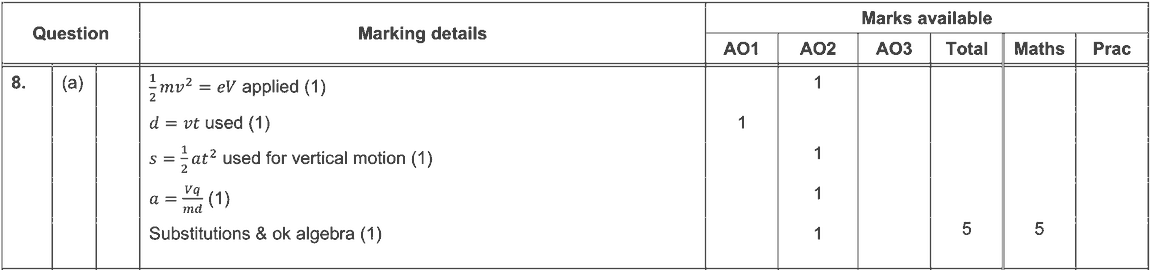 Question Marking details Marks available
AO1 AO2 AO3 Total Maths Prac
8. (a) ½mv² = eV applied (1) 1
d = vt used (1) 1
s = ½at² used for vertical motion (1) 1
a = Vq/md (1) 1
Substitutions & ok algebra (1) 1 5 5